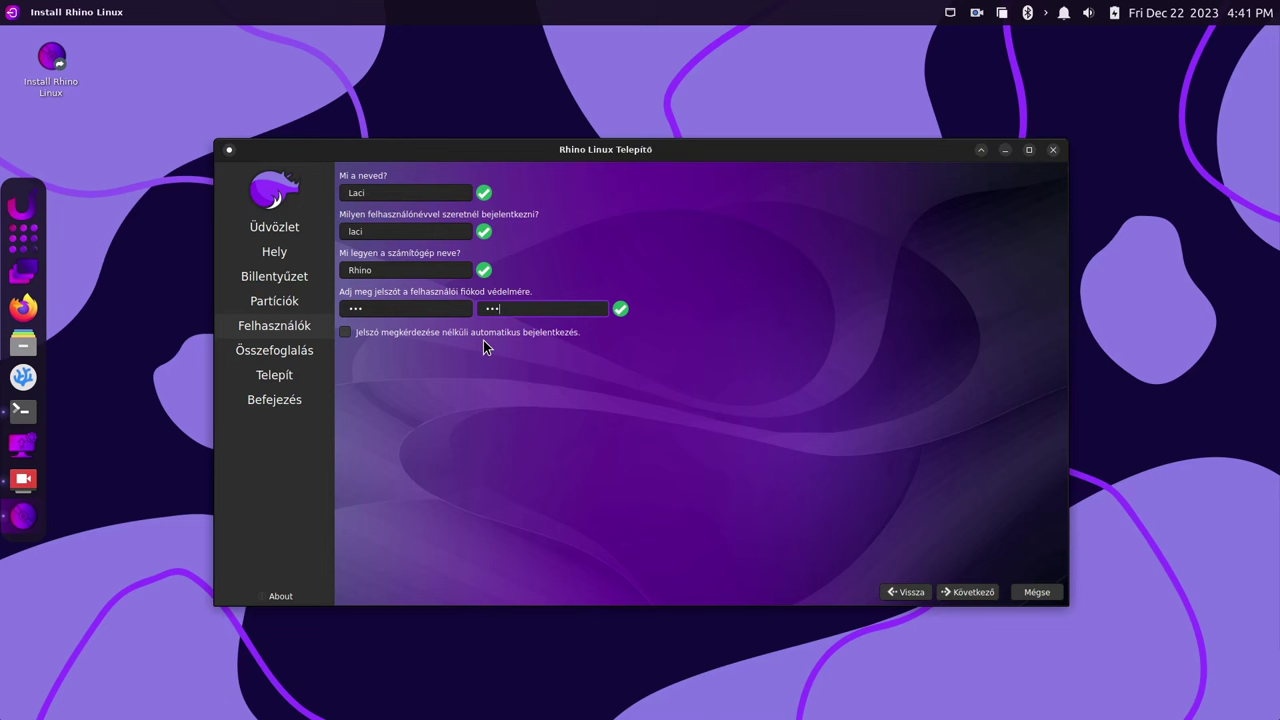 Install Rhino Linux
Fri Dec 22 2023 4:41 PM
Install Rhino
Linux
Rhino Linux Telepítő
Üdvözlet
Hely
Billentyűzet
Partíciók
Felhasználók
Összefoglalás
Telepít
Befejezés
About
Mi a neved?
Laci
Milyen felhasználónévvel szeretnél bejelentkezni?
laci
Mi legyen a számítógép neve?
Rhino
Adj meg jelszót a felhasználói fiókod védelmére.
••• •••
Jelszó megkérdezése nélküli automatikus bejelentkezés.
Vissza Következő Mégse